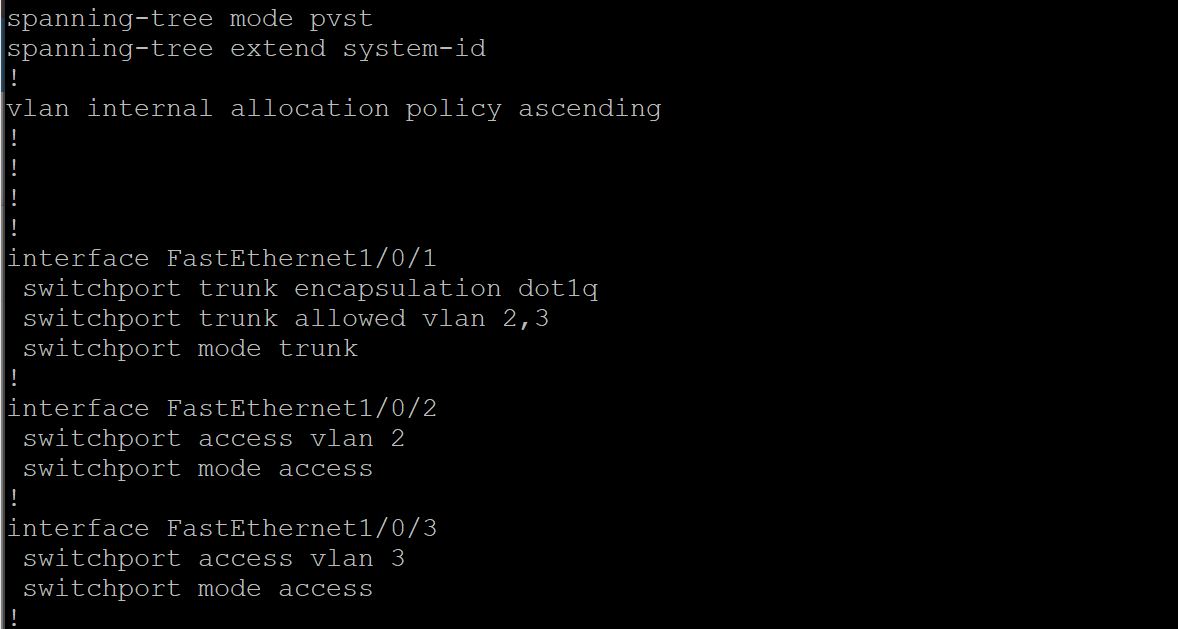 spanning-tree mode pvst
spanning-tree extend system-id
!
vlan internal allocation policy ascending
!
!
!
!
interface FastEthernet1/0/1
 switchport trunk encapsulation dot1q
 switchport trunk allowed vlan 2,3
 switchport mode trunk
!
interface FastEthernet1/0/2
 switchport access vlan 2
 switchport mode access
!
interface FastEthernet1/0/3
 switchport access vlan 3
 switchport mode access
!